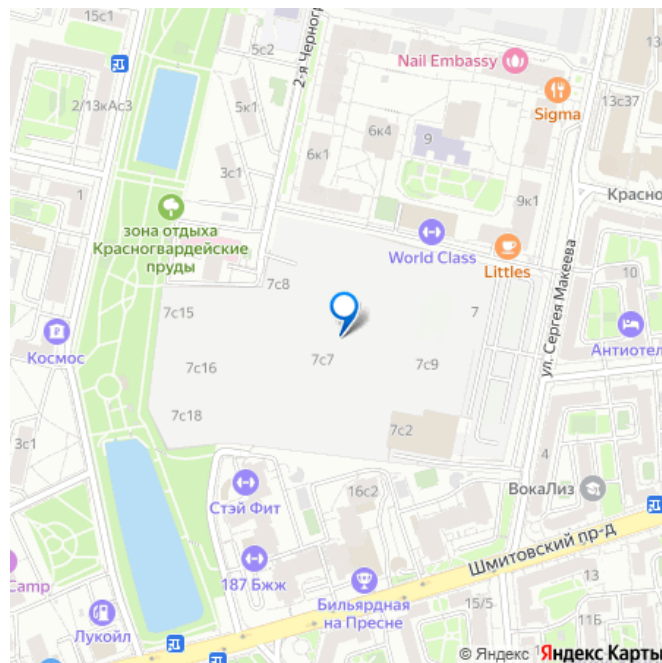 15с1
5с2
2-я Черногр
Nail Embassy
2/13кАс3
5к1
Sigma
13с37
6к4
9
6к1
3с1
1
9к1
Красног
зона отдыха
Красногвардейские
пруды
World Class
Littles
ул. Сергея Макеева
7с8
10
7с15
7
Космос
Антиотел
7с16
7с7
7с9
7с18
7с2
3с1
4
Стэй Фит
16с2
ВокаЛиз
Camp
187 Бжж
Шмитовский пр-д
Бильярдная
на Пресне
13
15/5
11Б
Лукойл
© Яндекс
Яндекс Карты